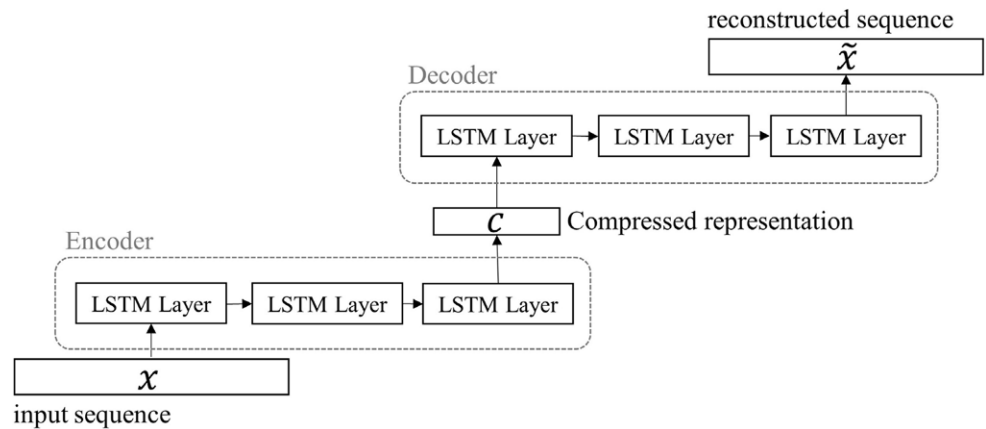 reconstructed sequence
x̃
Decoder
LSTM Layer
LSTM Layer
LSTM Layer
c
Compressed representation
Encoder
LSTM Layer
LSTM Layer
LSTM Layer
x
input sequence